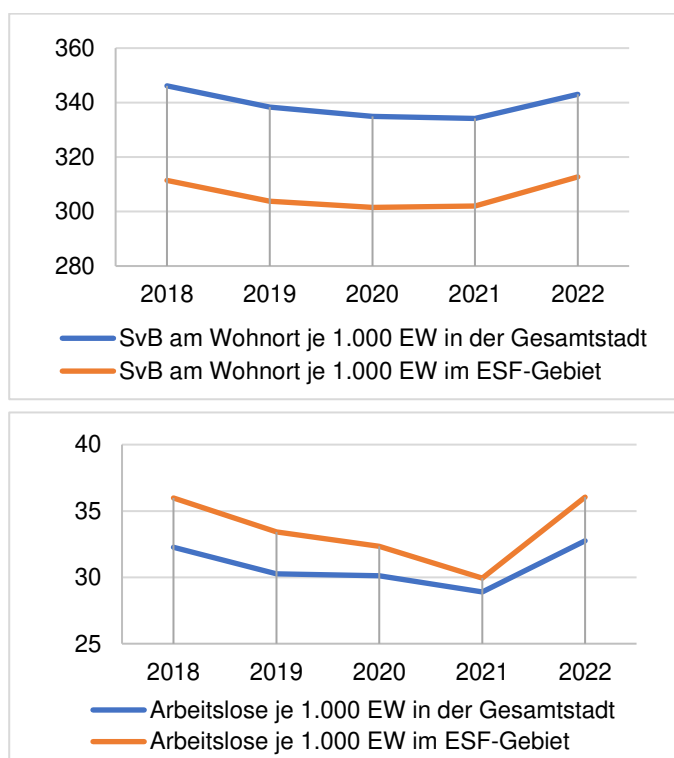 360
340
320
300
280
2018 2019 2020 2021 2022
SvB am Wohnort je 1.000 EW in der Gesamtstadt
SvB am Wohnort je 1.000 EW im ESF-Gebiet
40
35
30
25
2018 2019 2020 2021 2022
Arbeitslose je 1.000 EW in der Gesamtstadt
Arbeitslose je 1.000 EW im ESF-Gebiet